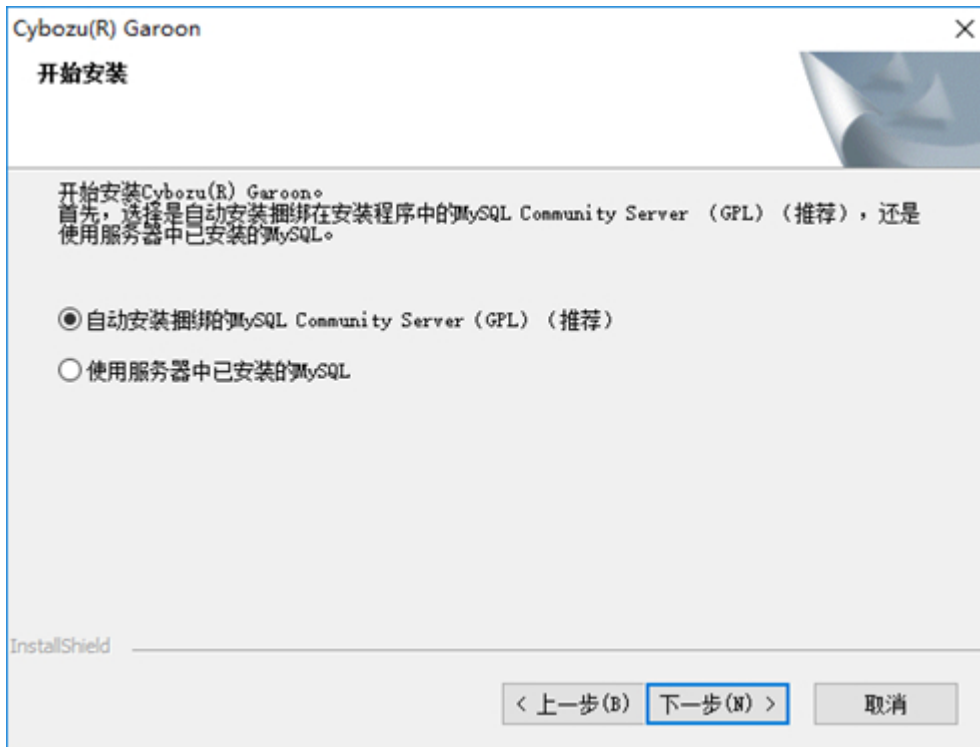 Cybozu(R) Garoon
开始安装
开始安装Cybozu(R) Garoon。
首先，选择是自动安装捆绑在安装程序中的MySQL Community Server （GPL）（推荐），还是
使用服务器中已安装的MySQL。
自动安装捆绑的MySQL Community Server（GPL）（推荐）
使用服务器中已安装的MySQL
InstallShield
< 上一步(B)
下一步(N) >
取消